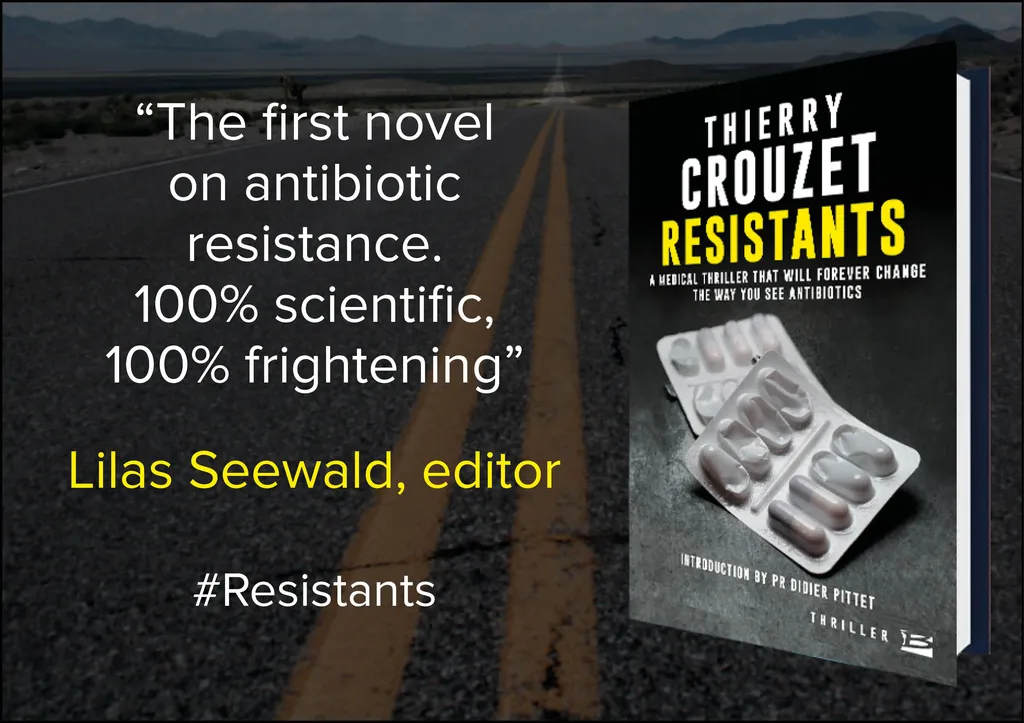 “The first novel
on antibiotic
resistance.
100% scientific,
100% frightening”
Lilas Seewald, editor
#Resistants
THIERRY
CROUZET
RESISTANTS
A MEDICAL THRILLER THAT WILL FOREVER CHANGE
THE WAY YOU SEE ANTIBIOTICS
INTRODUCTION BY PR DIDIER PITTET
THRILLER